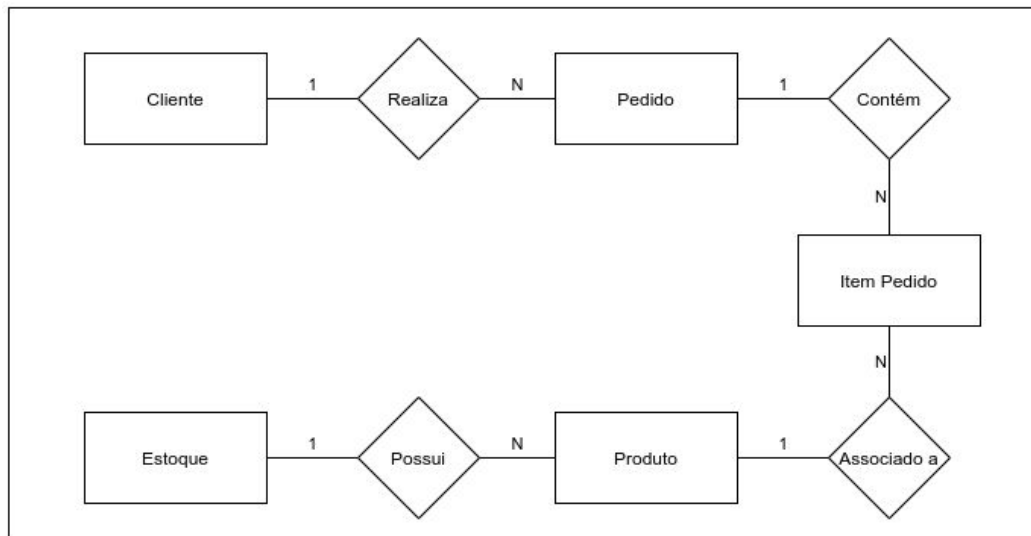 Cliente
1
Realiza
N
Pedido
1
Contém
N
Item Pedido
N
Estoque
1
Possui
N
Produto
1
Associado a